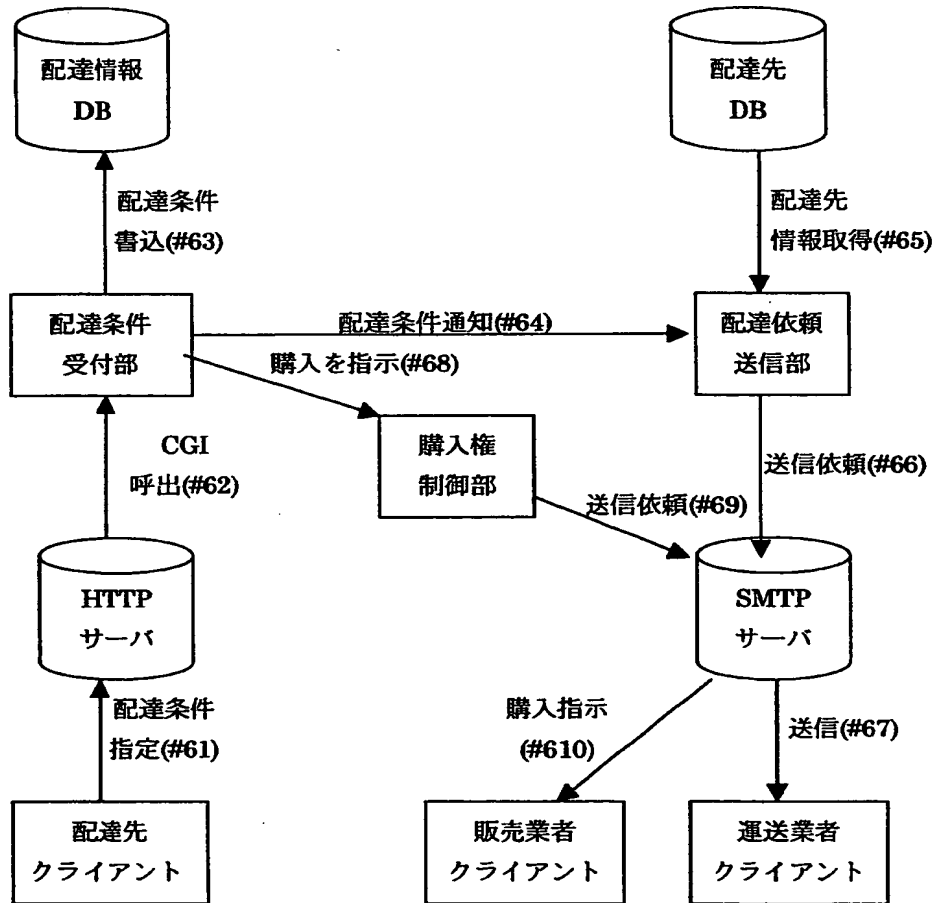 配達情報
DB
配達先
DB
配達条件
書込(#63)
配達先
情報取得(#65)
配達条件
受付部
配達条件通知(#64)
配達依頼
送信部
購入を指示(#68)
購入権
制御部
CGI
呼出(#62)
送信依頼(#66)
送信依頼(#69)
HTTP
サーバ
SMTP
サーバ
配達条件
指定(#61)
購入指示
(#610)
送信(#67)
配達先
クライアント
販売業者
クライアント
運送業者
クライアント